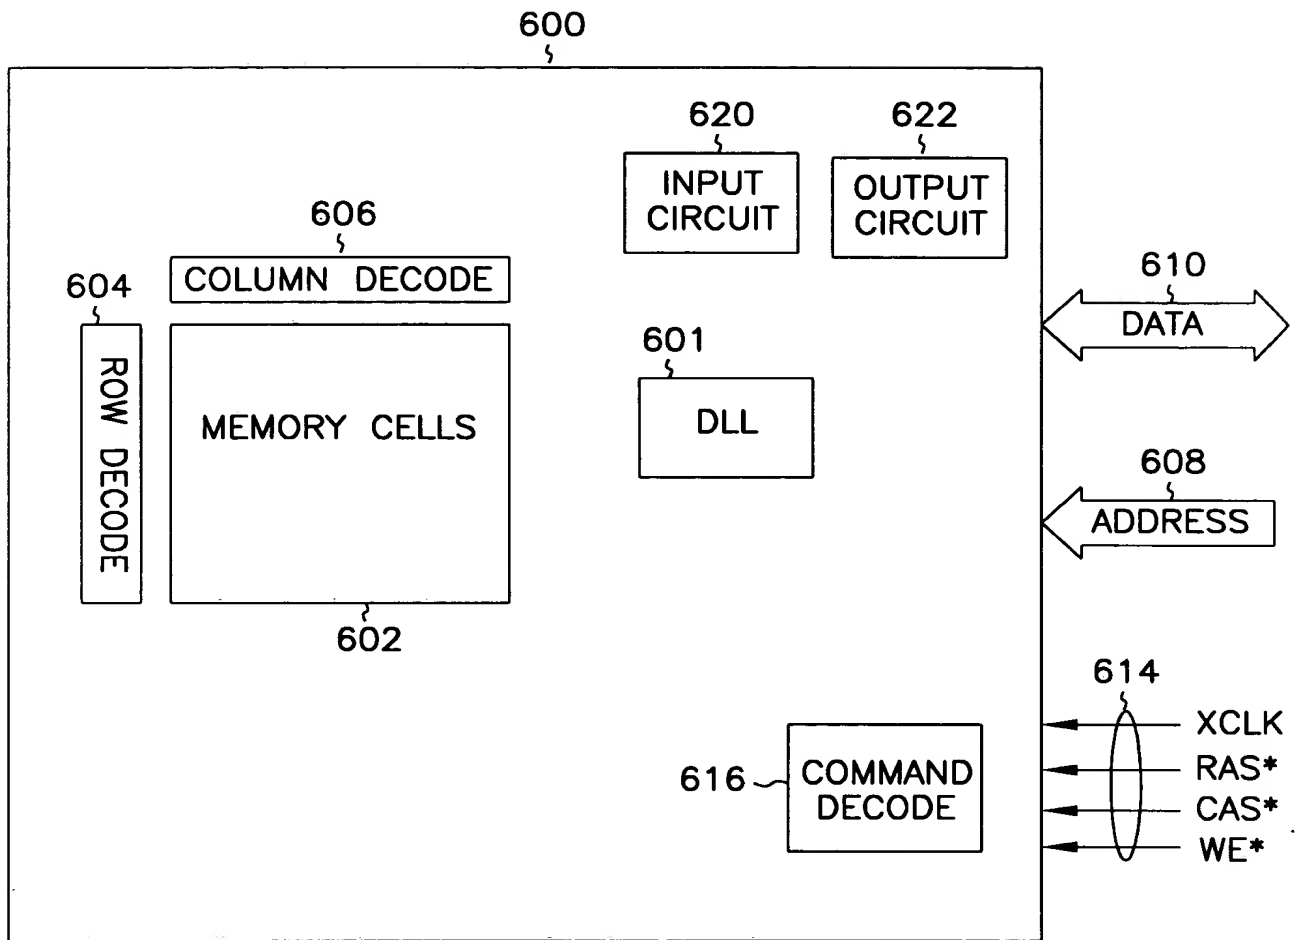 600
620
622
INPUT
CIRCUIT
OUTPUT
CIRCUIT
606
COLUMN DECODE
604
ROW DECODE
MEMORY CELLS
602
601
DLL
610
DATA
608
ADDRESS
614
XCLK
RAS*
CAS*
WE*
616
COMMAND
DECODE